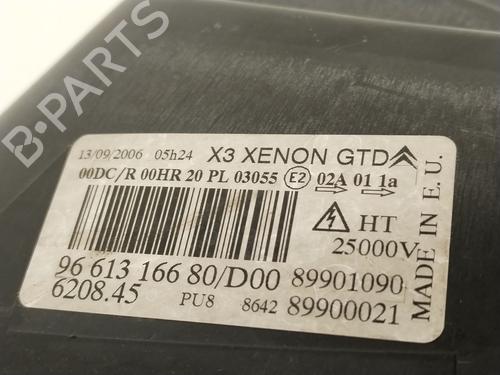 B-PARTS
13/09/2006 05h24 X3 XENON GTD
00DC/R 00HR 20 PL 03055 E2 02A 01 1a
HT
25000V
96 613 166 80/D00 89901090
6208.45 PU8 8642 89900021
MADE IN E.U.